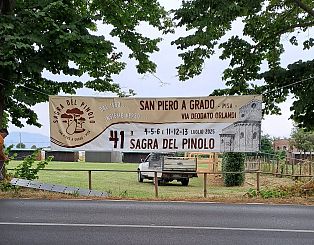 SAGRA DEL PINOLO
SAN PIERO A GRADO - PISA
VIA DEODATO ORLANDI
4-5-6 e 11-12-13 LUGLIO 2025
41ª SAGRA DEL PINOLO